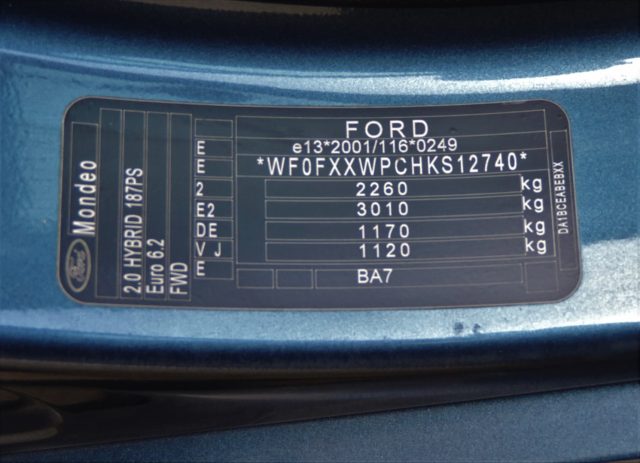 FORD
e13*2001/116*0249
*WF0FXXWPCHKS12740*
2260 kg
3010 kg
1170 kg
1120 kg
BA7
E
E
2
E2
DE
V J
E
Ford
Mondeo
2.0 HYBRID 187PS
Euro 6.2
FWD
DA1BCEABEBXX